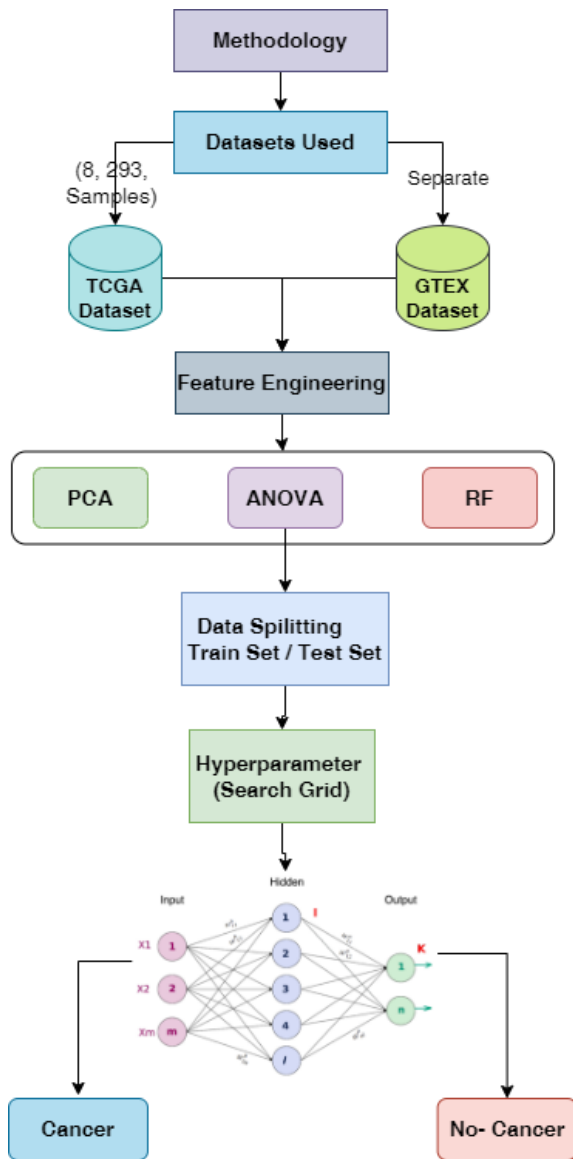 Methodology
Datasets Used
(8, 293,
Samples)
Separate
TCGA
Dataset
GTEX
Dataset
Feature Engineering
PCA
ANOVA
RF
Data Spilitting
Train Set / Test Set
Hyperparameter
(Search Grid)
Hidden
Input
Output
1
I
X1
1
2
K
1
X2
2
3
n
Xm
m
4
l
Cancer
No- Cancer